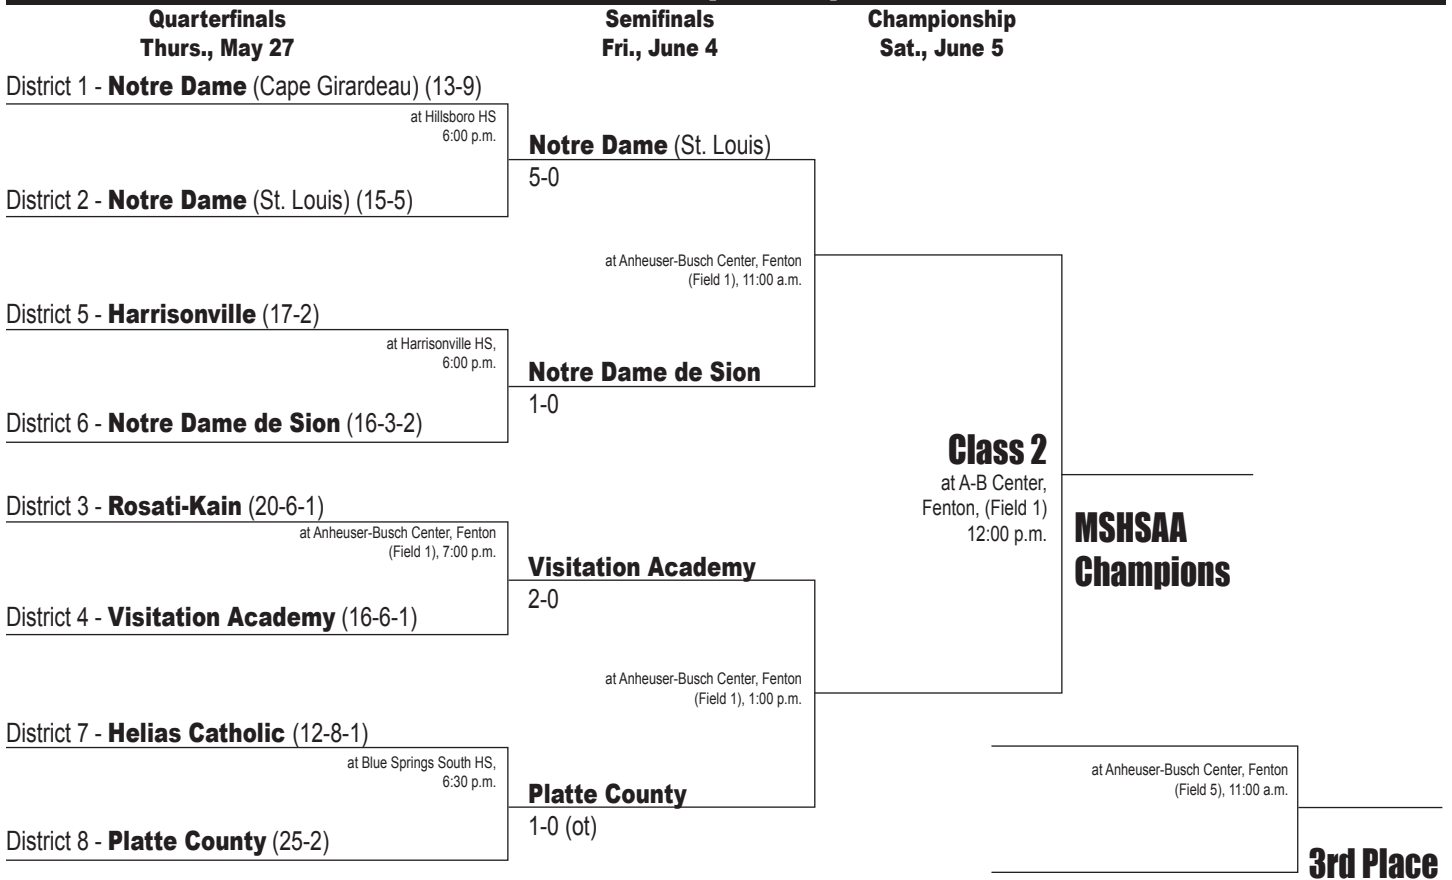 Quarterfinals
Thurs., May 27
Semifinals
Fri., June 4
Championship
Sat., June 5
District 1 - Notre Dame (Cape Girardeau) (13-9)
at Hillsboro HS
6:00 p.m.
District 2 - Notre Dame (St. Louis) (15-5)
Notre Dame (St. Louis)
5-0
at Anheuser-Busch Center, Fenton
(Field 1), 11:00 a.m.
District 5 - Harrisonville (17-2)
at Harrisonville HS,
6:00 p.m.
District 6 - Notre Dame de Sion (16-3-2)
Notre Dame de Sion
1-0
District 3 - Rosati-Kain (20-6-1)
at Anheuser-Busch Center, Fenton
(Field 1), 7:00 p.m.
District 4 - Visitation Academy (16-6-1)
Visitation Academy
2-0
at Anheuser-Busch Center, Fenton
(Field 1), 1:00 p.m.
District 7 - Helias Catholic (12-8-1)
at Blue Springs South HS,
6:30 p.m.
District 8 - Platte County (25-2)
Platte County
1-0 (ot)
Class 2
at A-B Center,
Fenton, (Field 1)
12:00 p.m.
MSHSAA
Champions
at Anheuser-Busch Center, Fenton
(Field 5), 11:00 a.m.
3rd Place